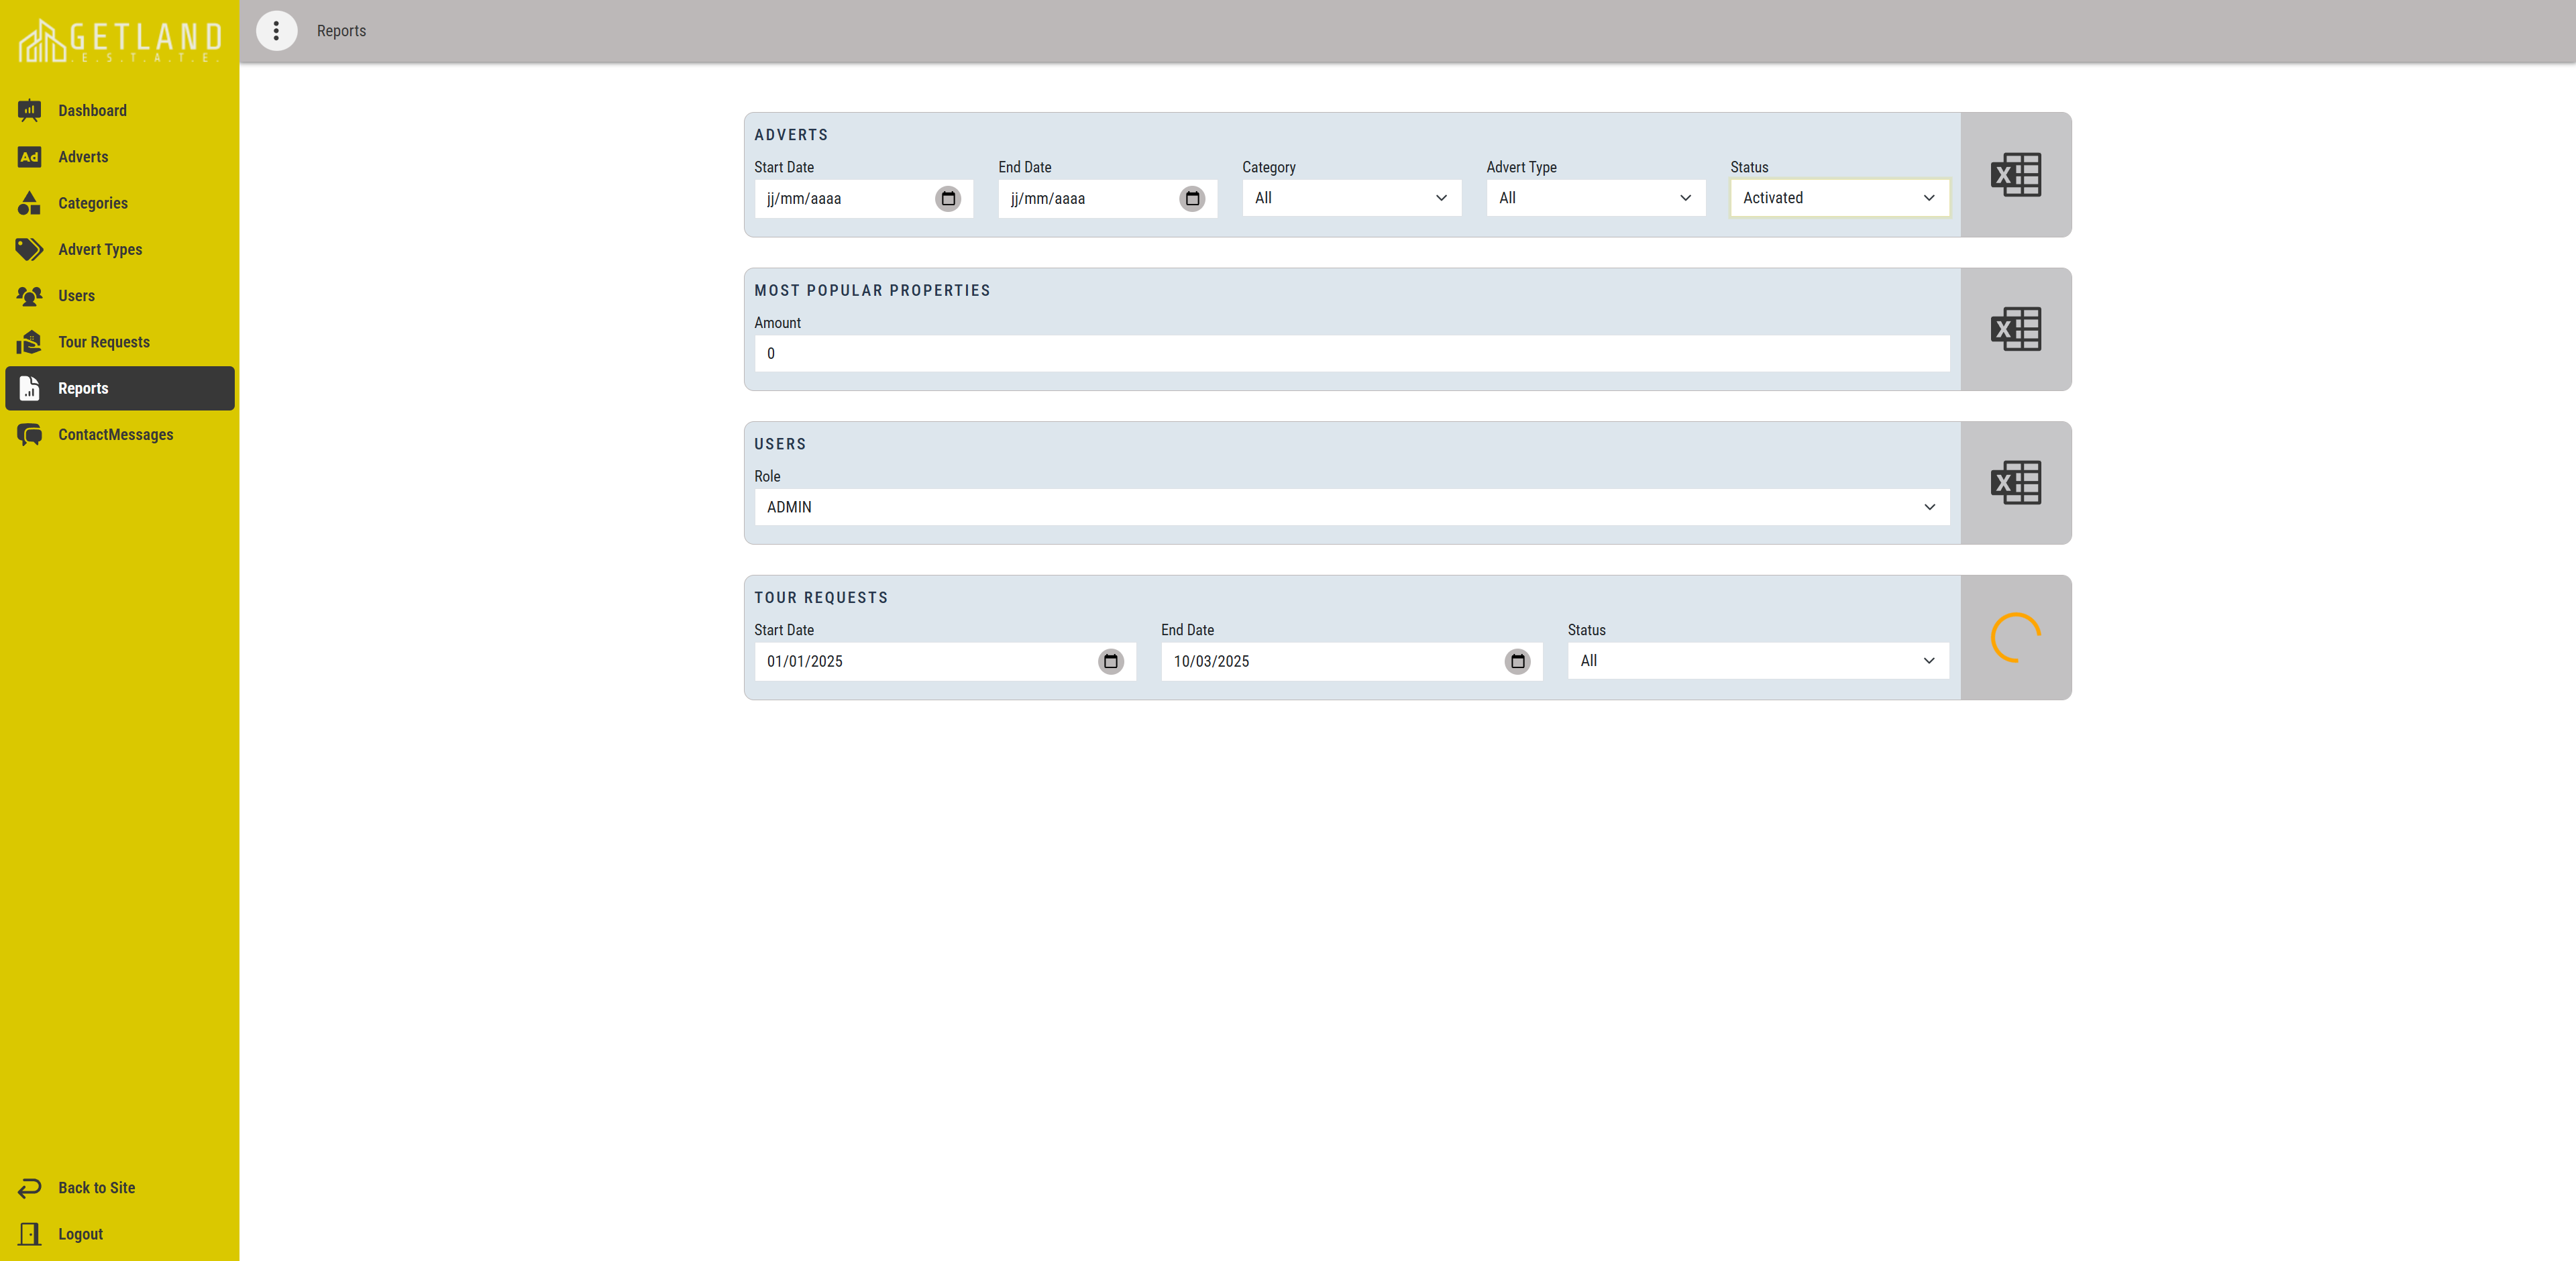 GETLAND
.E.S.T.A.T.E.
Reports
Dashboard
Ad
Adverts
Categories
Advert Types
Users
Tour Requests
Reports
ContactMessages
Back to Site
Logout
ADVERTS
Start Date
End Date
Category
Advert Type
Status
jj/mm/aaaa
jj/mm/aaaa
All
All
Activated
X
MOST POPULAR PROPERTIES
Amount
0
X
USERS
Role
ADMIN
X
TOUR REQUESTS
Start Date
End Date
Status
01/01/2025
10/03/2025
All